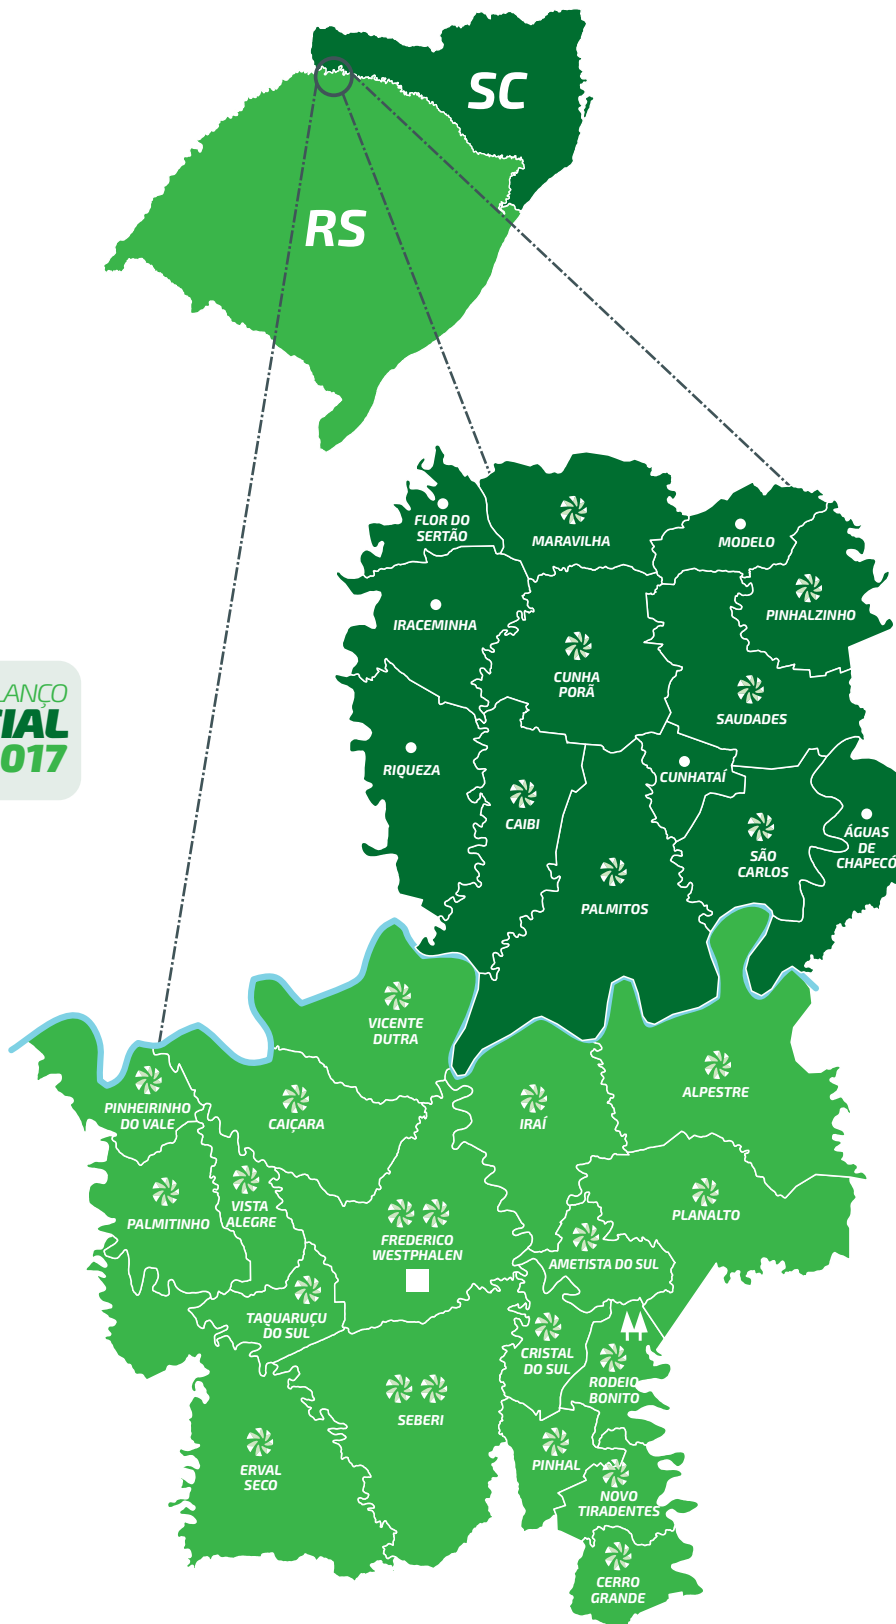 SC
RS
FLOR DO
SERTÃO
MARAVILHA
MODELO
PINHALZINHO
IRACEMINHA
CUNHA
PORÃ
SAUDADES
RIQUEZA
CUNHATAÍ
CAIBI
ÁGUAS
DE
CHAPECÓ
SÃO
CARLOS
PALMITOS
LANÇO
IAL
017
VICENTE
DUTRA
ALPESTRE
PINHEIRINHO
DO VALE
CAIÇARA
IRAÍ
PALMITINHO
VISTA
ALEGRE
FREDERICO
WESTPHALEN
PLANALTO
AMETISTA DO SUL
TAQUARUÇU
DO SUL
CRISTAL
DO SUL
RODEIO
BONITO
SEBERI
ERVAL
SECO
PINHAL
NOVO
TIRADENTES
CERRO
GRANDE